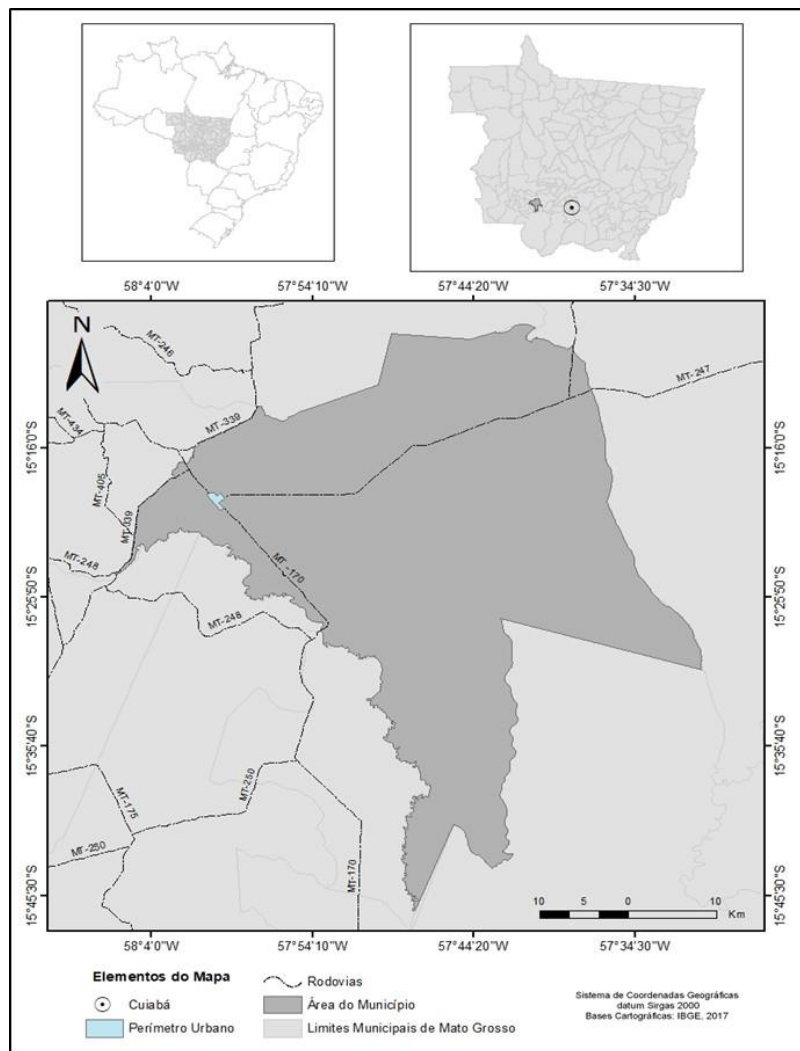 58°4'0"W 57°54'10"W 57°44'20"W 57°34'30"W
N
MT-246
MT-247
MT-339
MT-434
15°16'0"S 15°16'0"S
MT-405
MT-339
MT-248
MT-170
15°25'50"S 15°25'50"S
MT-248
15°35'40"S 15°35'40"S
MT-250
MT-175
MT-250
MT-170
15°45'30"S 15°45'30"S
10 5 0 10
Km
58°4'0"W 57°54'10"W 57°44'20"W 57°34'30"W
Elementos do Mapa
Cuiabá
Perímetro Urbano
Rodovias
Área do Município
Limites Municipais de Mato Grosso
Sistema de Coordenadas Geográficas
datum Sirgas 2000
Bases Cartográficas: IBGE, 2017